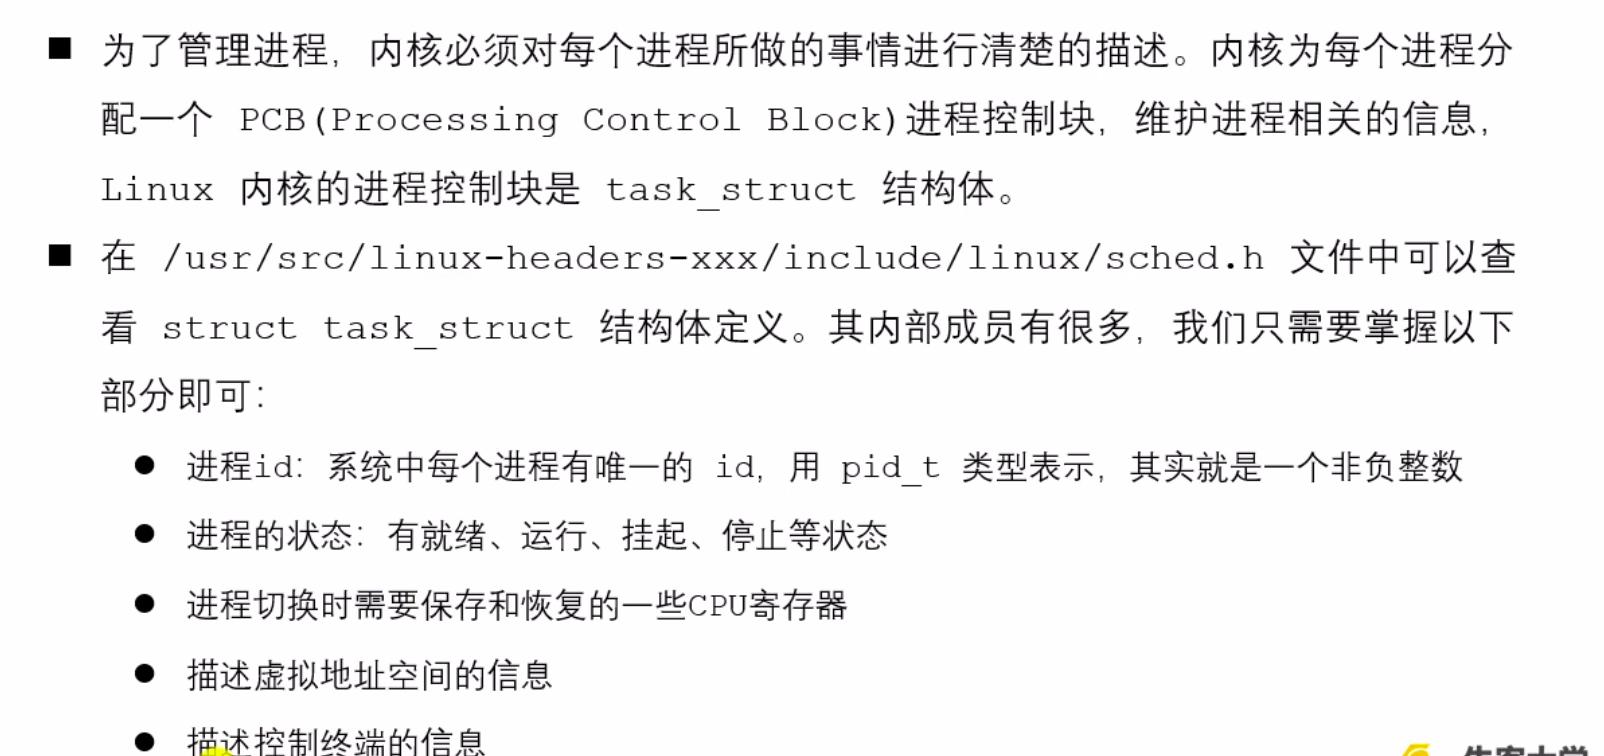 ■ 为了管理进程，内核必须对每个进程所做的事情进行清楚的描述。内核为每个进程分
配一个 PCB(Processing Control Block)进程控制块，维护进程相关的信息，
Linux 内核的进程控制块是 task_struct 结构体。
■ 在 /usr/src/linux-headers-xxx/include/linux/sched.h 文件中可以查
看 struct task_struct 结构体定义。其内部成员有很多，我们只需要掌握以下
部分即可：
● 进程id：系统中每个进程有唯一的 id，用 pid_t 类型表示，其实就是一个非负整数
● 进程的状态：有就绪、运行、挂起、停止等状态
● 进程切换时需要保存和恢复的一些CPU寄存器
● 描述虚拟地址空间的信息
● 描述控制终端的信息